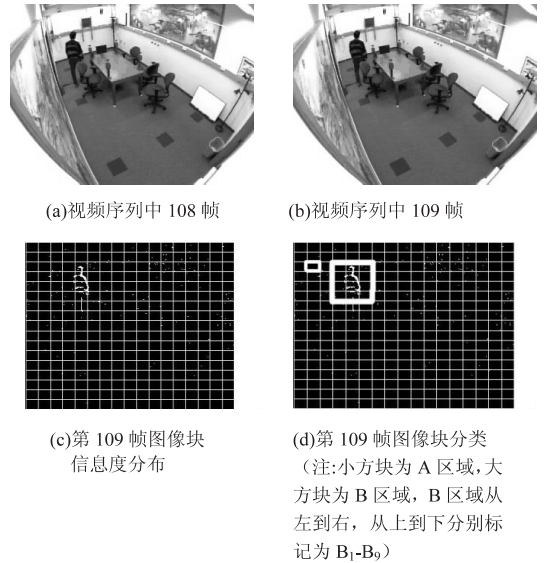 (a)视频序列中 108 帧
(b)视频序列中 109 帧
(c)第 109 帧图像块
信息度分布
(d)第 109 帧图像块分类
（注:小方块为 A 区域,大
方块为 B 区域，B 区域从
左到右，从上到下分别标
记为 B₁-B₉）